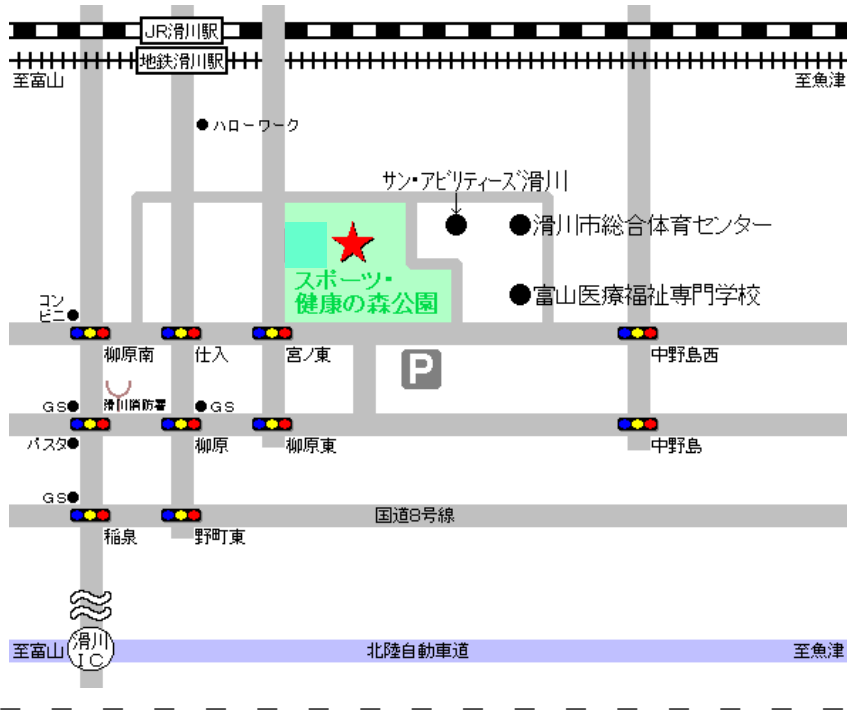 JR滑川駅
地鉄滑川駅
至富山
至魚津
ハローワーク
サン・アビリティーズ滑川
滑川市総合体育センター
スポーツ・
健康の森公園
富山医療福祉専門学校
コン
ビニ
柳原南
仕入
宮ノ東
中野島西
P
GS
滑川消防署
GS
パスタ
柳原
柳原東
中野島
GS
国道8号線
稲泉
野町東
至富山
滑川
IC
北陸自動車道
至魚津